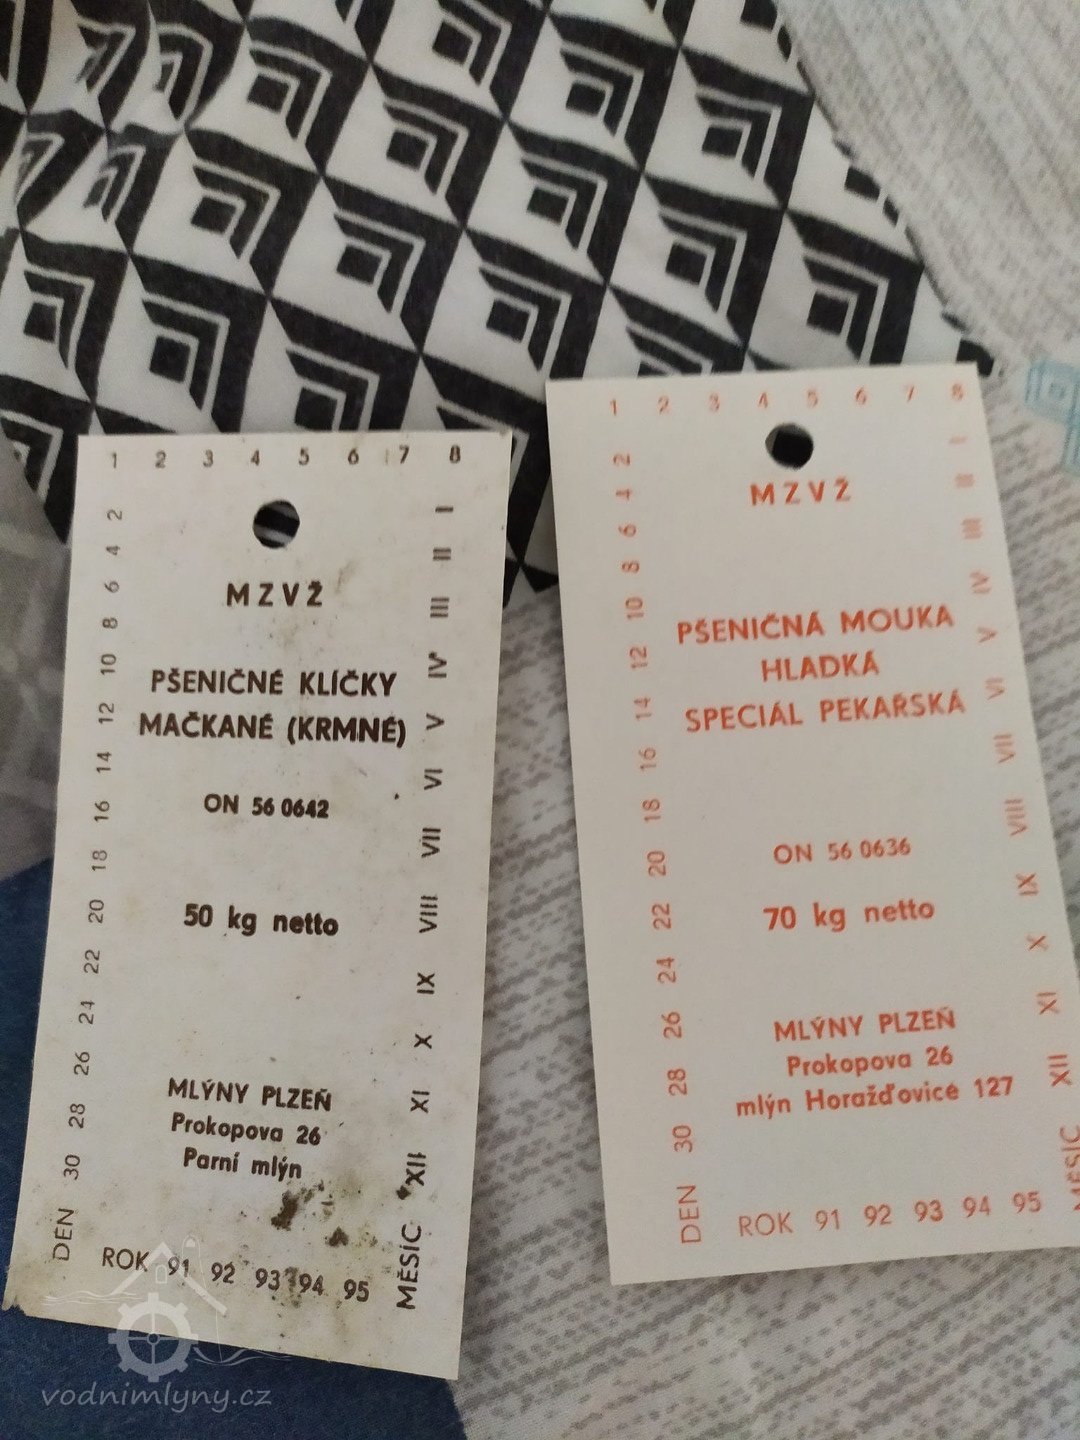 1 2 3 4 5 6 7 8
2 4 6 8 10 12 14 16 18 20 22 24 26 28 30 DEN
MZVŽ
PŠENIČNÉ KLÍČKY
MAČKANÉ (KRMNÉ)
ON 56 0642
50 kg netto
MLÝNY PLZEŇ
Prokopova 26
Parní mlýn
I II III IV V VI VII VIII IX X XI XII MĚSÍC
ROK 91 92 93 94 95
1 2 3 4 5 6 7 8
2 4 6 8 10 12 14 16 18 20 22 24 26 28 30 DEN
MZVŽ
PŠENIČNÁ MOUKA
HLADKÁ
SPECIÁL PEKAŘSKÁ
ON 56 0636
70 kg netto
MLÝNY PLZEŇ
Prokopova 26
mlýn Horažďovice 127
I II III IV V VI VII VIII IX X XI XII MĚSÍC
ROK 91 92 93 94 95
vodnimlyny.cz